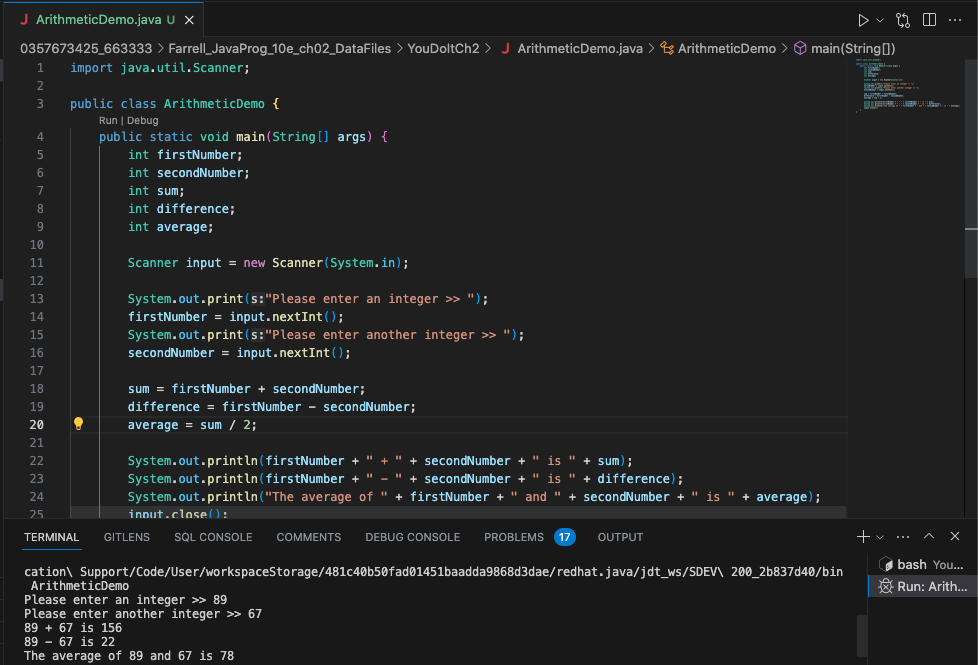 J ArithmeticDemo.java U ×
0357673425_663333 > Farrell_JavaProg_10e_ch02_DataFiles > YouDoItCh2 > J ArithmeticDemo.java > ArithmeticDemo > main(String[])
1 import java.util.Scanner;
2
3 public class ArithmeticDemo {
Run | Debug
4 public static void main(String[] args) {
5 int firstNumber;
6 int secondNumber;
7 int sum;
8 int difference;
9 int average;
10
11 Scanner input = new Scanner(System.in);
12
13 System.out.print(s:"Please enter an integer >> ");
14 firstNumber = input.nextInt();
15 System.out.print(s:"Please enter another integer >> ");
16 secondNumber = input.nextInt();
17
18 sum = firstNumber + secondNumber;
19 difference = firstNumber - secondNumber;
20 average = sum / 2;
21
22 System.out.println(firstNumber + " + " + secondNumber + " is " + sum);
23 System.out.println(firstNumber + " - " + secondNumber + " is " + difference);
24 System.out.println("The average of " + firstNumber + " and " + secondNumber + " is " + average);
25 input.close();
TERMINAL GITLENS SQL CONSOLE COMMENTS DEBUG CONSOLE PROBLEMS 17 OUTPUT
cation\ Support/Code/User/workspaceStorage/481c40b50fad01451baadda9868d3dae/redhat.java/jdt_ws/SDEV\ 200_2b837d40/bin
ArithmeticDemo
Please enter an integer >> 89
Please enter another integer >> 67
89 + 67 is 156
89 - 67 is 22
The average of 89 and 67 is 78
bash You...
Run: Arith...